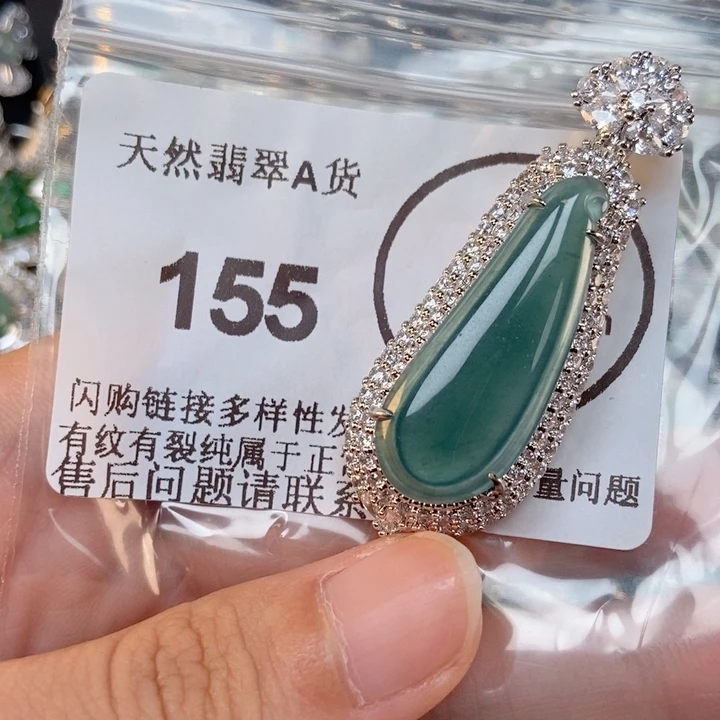 天然翡翠A货
155
闪购链接多样性发
有纹有裂纯属于正 量问题
售后问题请联系